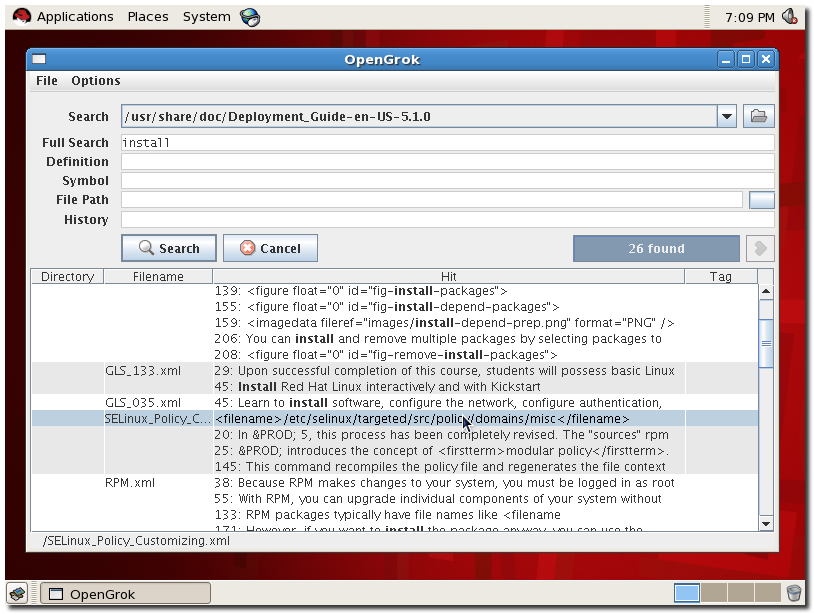 Applications Places System 7:09 PM
OpenGrok
File Options
Search /usr/share/doc/Deployment_Guide-en-US-5.1.0
Full Search install
Definition
Symbol
File Path
History
Search Cancel 26 found
Directory Filename Hit Tag
139: <figure float="0" id="fig-install-packages">
155: <figure float="0" id="fig-install-depend-packages">
159: <imagedata fileref="images/install-depend-prep.png" format="PNG" />
206: You can install and remove multiple packages by selecting packages to
208: <figure float="0" id="fig-remove-install-packages">
GLS_133.xml 29: Upon successful completion of this course, students will possess basic Linux
45: Install Red Hat Linux interactively and with Kickstart
GLS_035.xml 45: Learn to install software, configure the network, configure authentication,
SELinux_Policy_C... <filename>/etc/selinux/targeted/src/policy/domains/misc</filename>
20: In &PROD; 5, this process has been completely revised. The "sources" rpm
25: &PROD; introduces the concept of <firstterm>modular policy</firstterm>.
145: This command recompiles the policy file and regenerates the file context
RPM.xml 38: Because RPM makes changes to your system, you must be logged in as root
55: With RPM, you can upgrade individual components of your system without
133: RPM packages typically have file names like <filename
171: However, if you want to install the package anyway, you can use the
/SELinux_Policy_Customizing.xml
OpenGrok